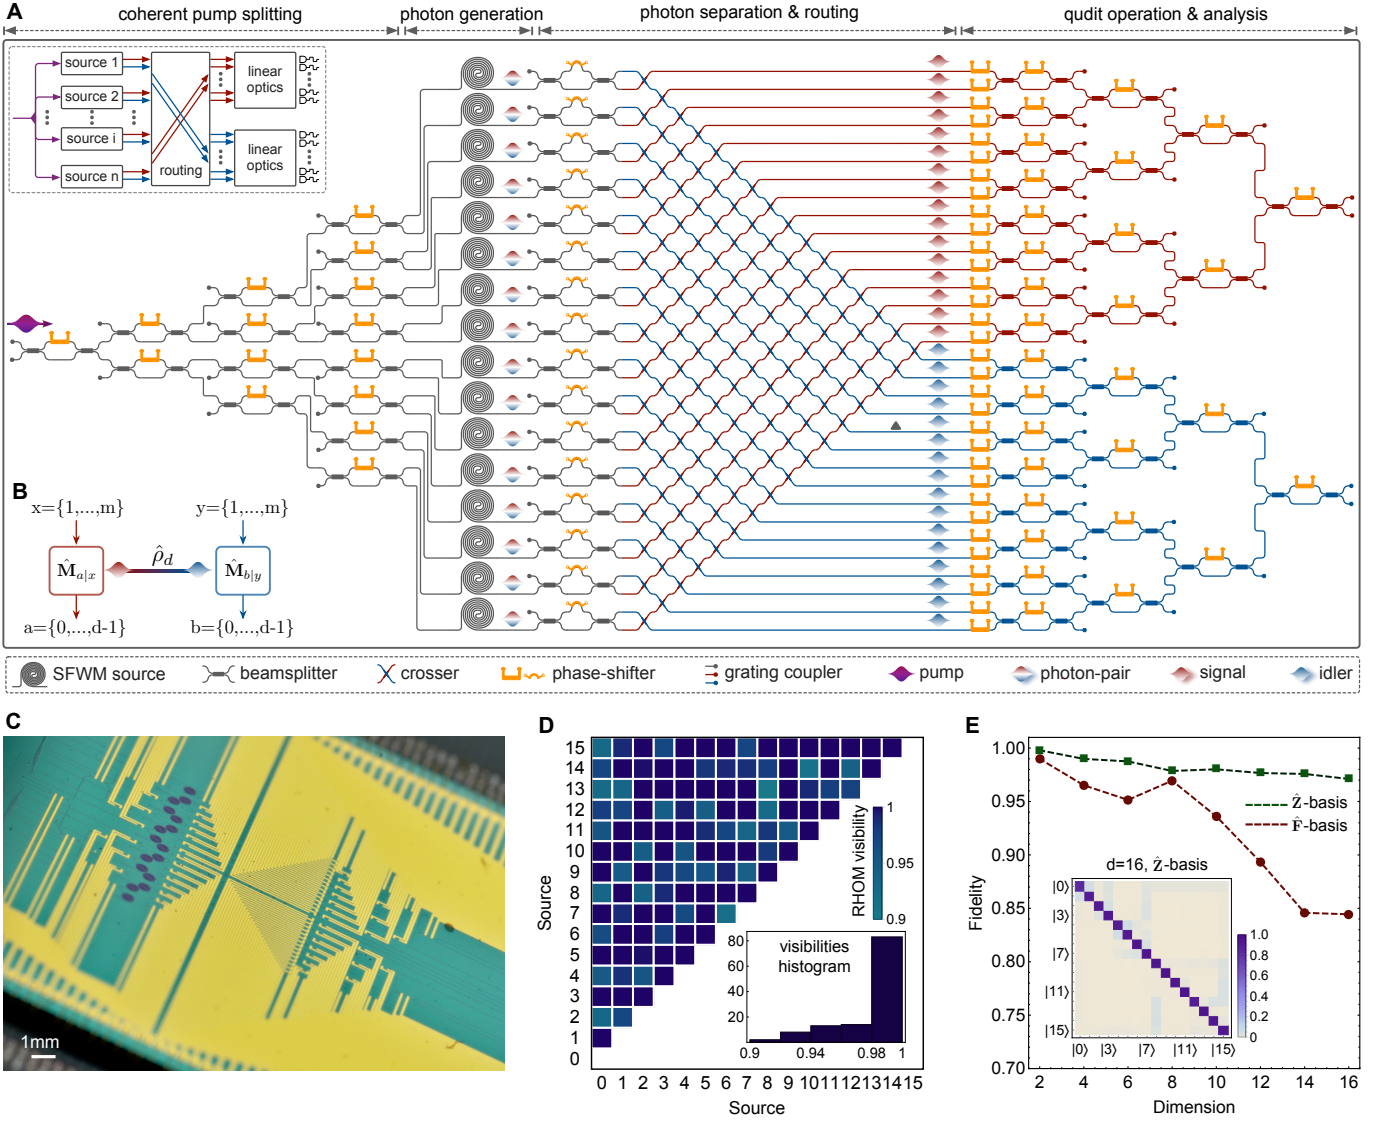 A
coherent pump splitting
photon generation
photon separation & routing
qudit operation & analysis
source 1
source 2
source i
source n
routing
linear
optics
linear
optics
B
x={1,...,m}
y={1,...,m}
M̂a|x
ρ̂d
M̂b|y
a={0,...,d-1}
b={0,...,d-1}
SFWM source
beamsplitter
crosser
phase-shifter
grating coupler
pump
photon-pair
signal
idler
C
1mm
D
Source
15
14
13
12
11
10
9
8
7
6
5
4
3
2
1
0
0 1 2 3 4 5 6 7 8 9 10 11 12 13 14 15
Source
RHOM visibility
1
0.95
0.9
visibilities
histogram
80
60
40
20
0.9 0.94 0.98 1
E
Fidelity
1.00
0.95
0.90
0.85
0.80
0.75
0.70
2 4 6 8 10 12 14 16
Dimension
Ẑ-basis
F̂-basis
d=16, Ẑ-basis
|0⟩
|3⟩
|7⟩
|11⟩
|15⟩
|0⟩ |3⟩ |7⟩ |11⟩ |15⟩
1.0
0.8
0.6
0.4
0.2
0